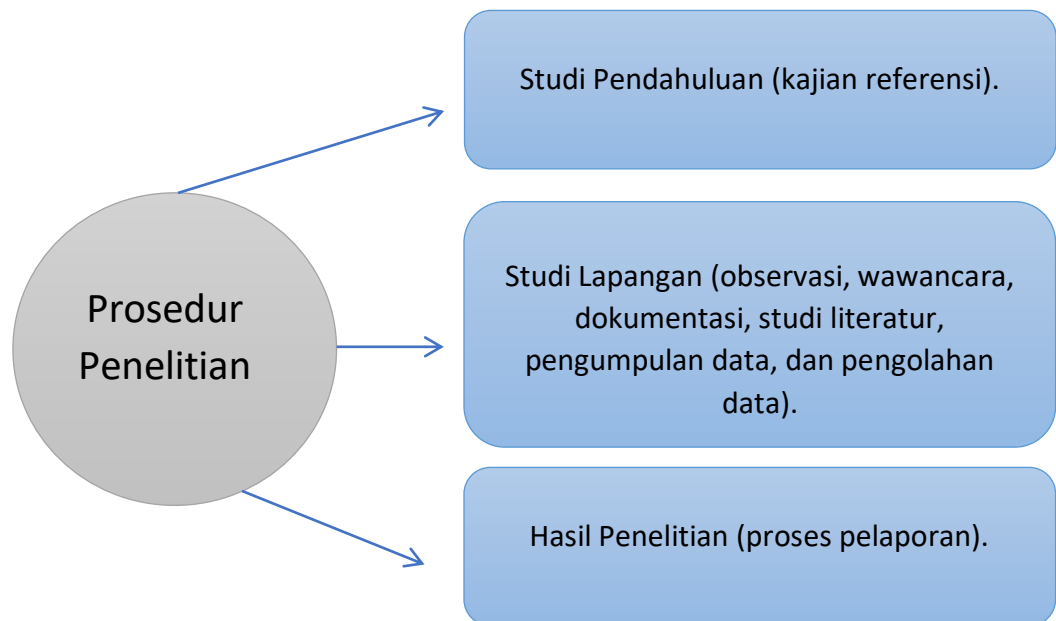 Studi Pendahuluan (kajian referensi).
Prosedur
Penelitian
Studi Lapangan (observasi, wawancara,
dokumentasi, studi literatur,
pengumpulan data, dan pengolahan
data).
Hasil Penelitian (proses pelaporan).